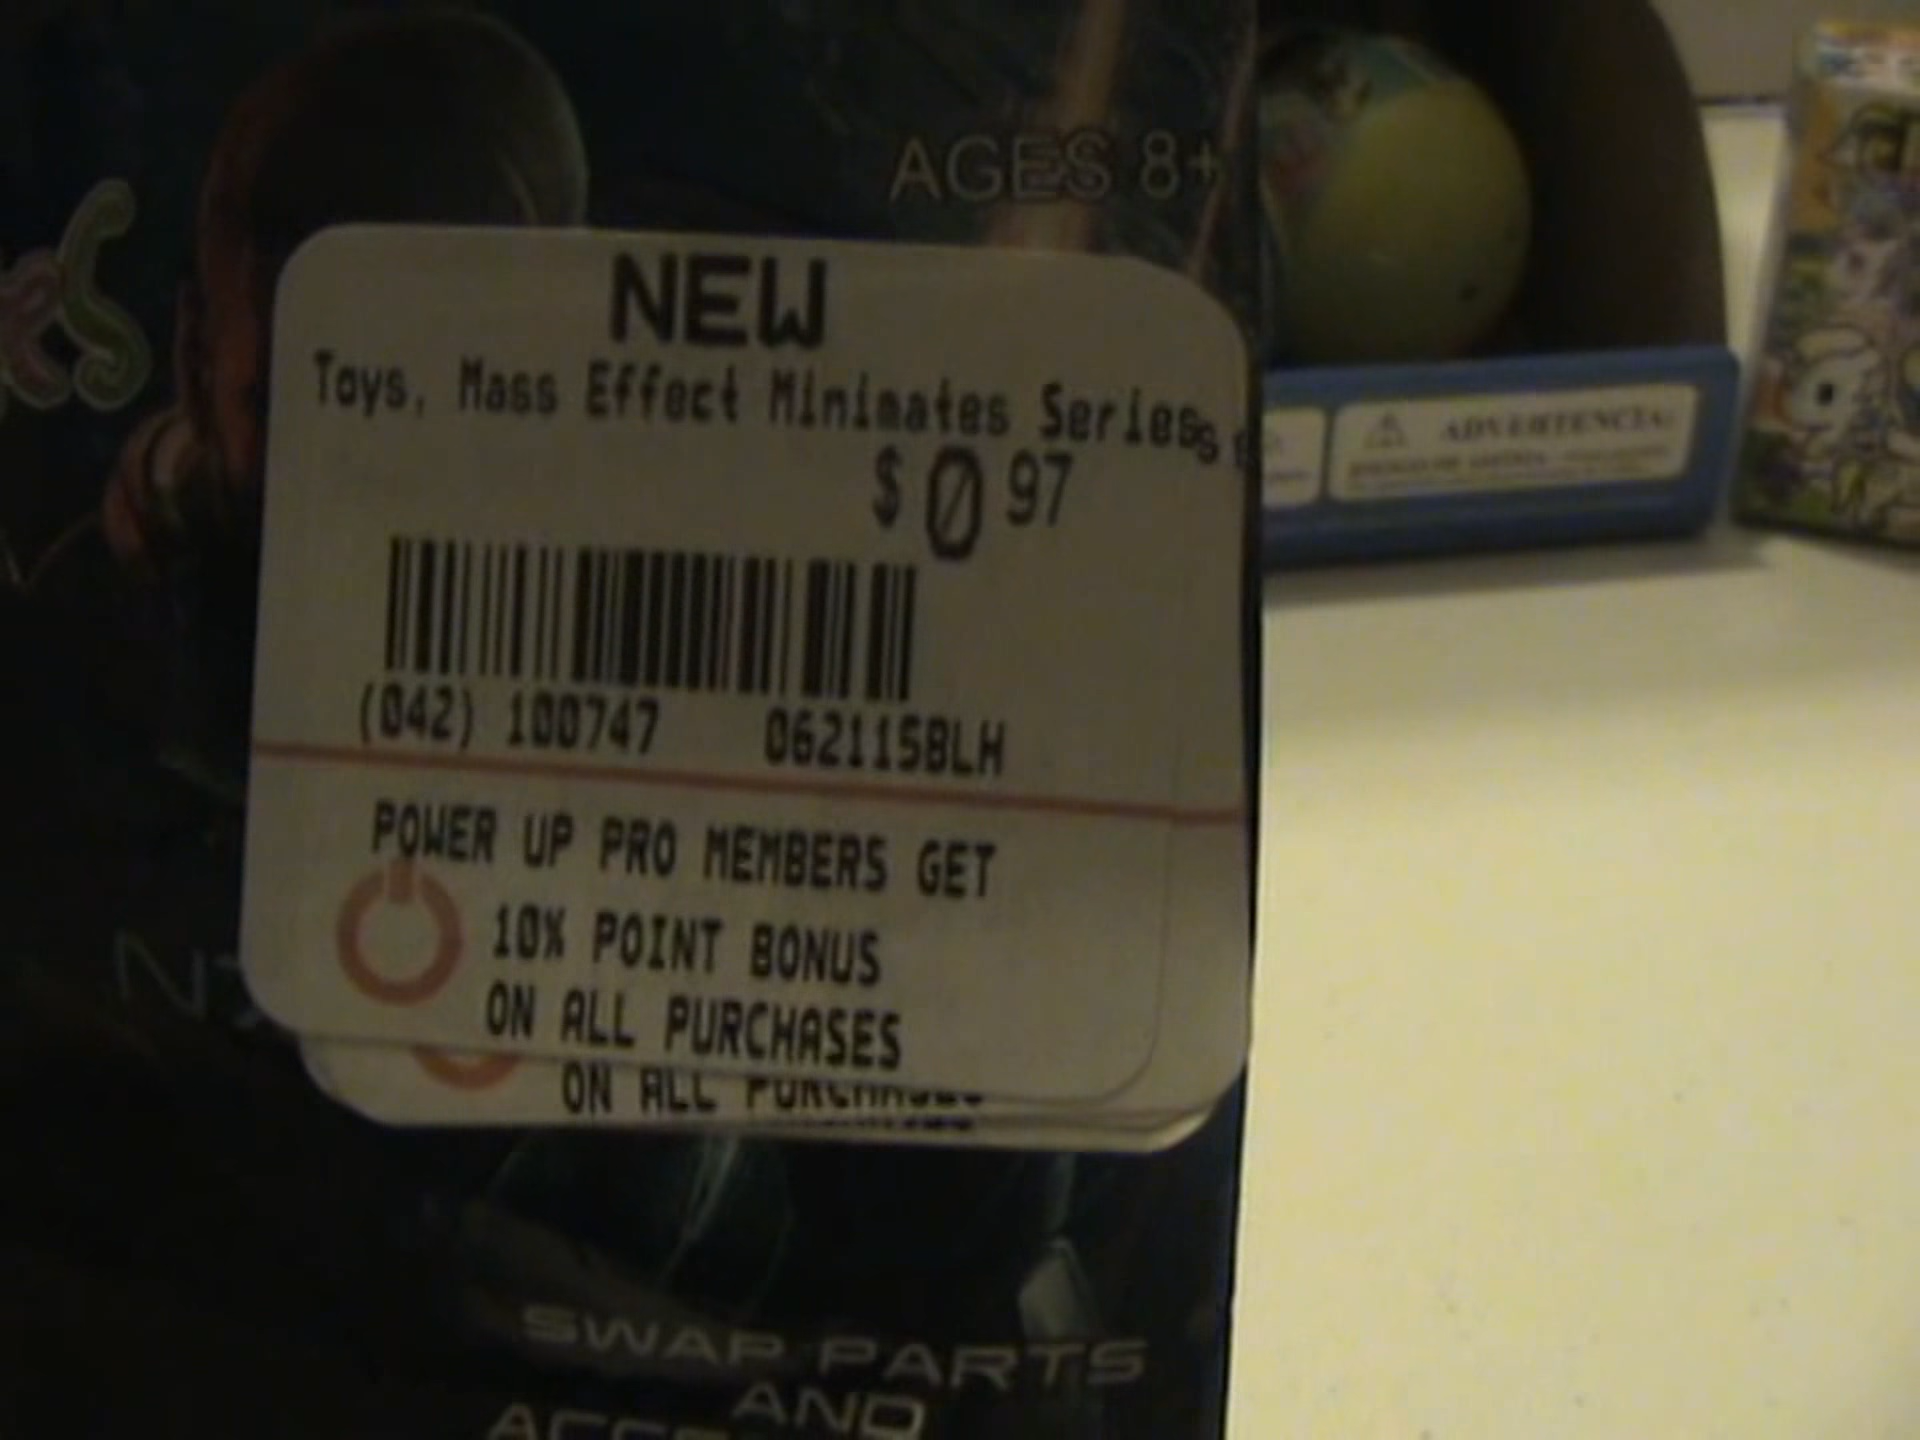 AGES 8+
NEW
Toys, Mass Effect Minimates Series
$0 97
(042) 100747 062115BLH
POWER UP PRO MEMBERS GET
10% POINT BONUS
ON ALL PURCHASES
ON ALL PURCHASES
SWAP PARTS
AND
ADVERTENCIA: